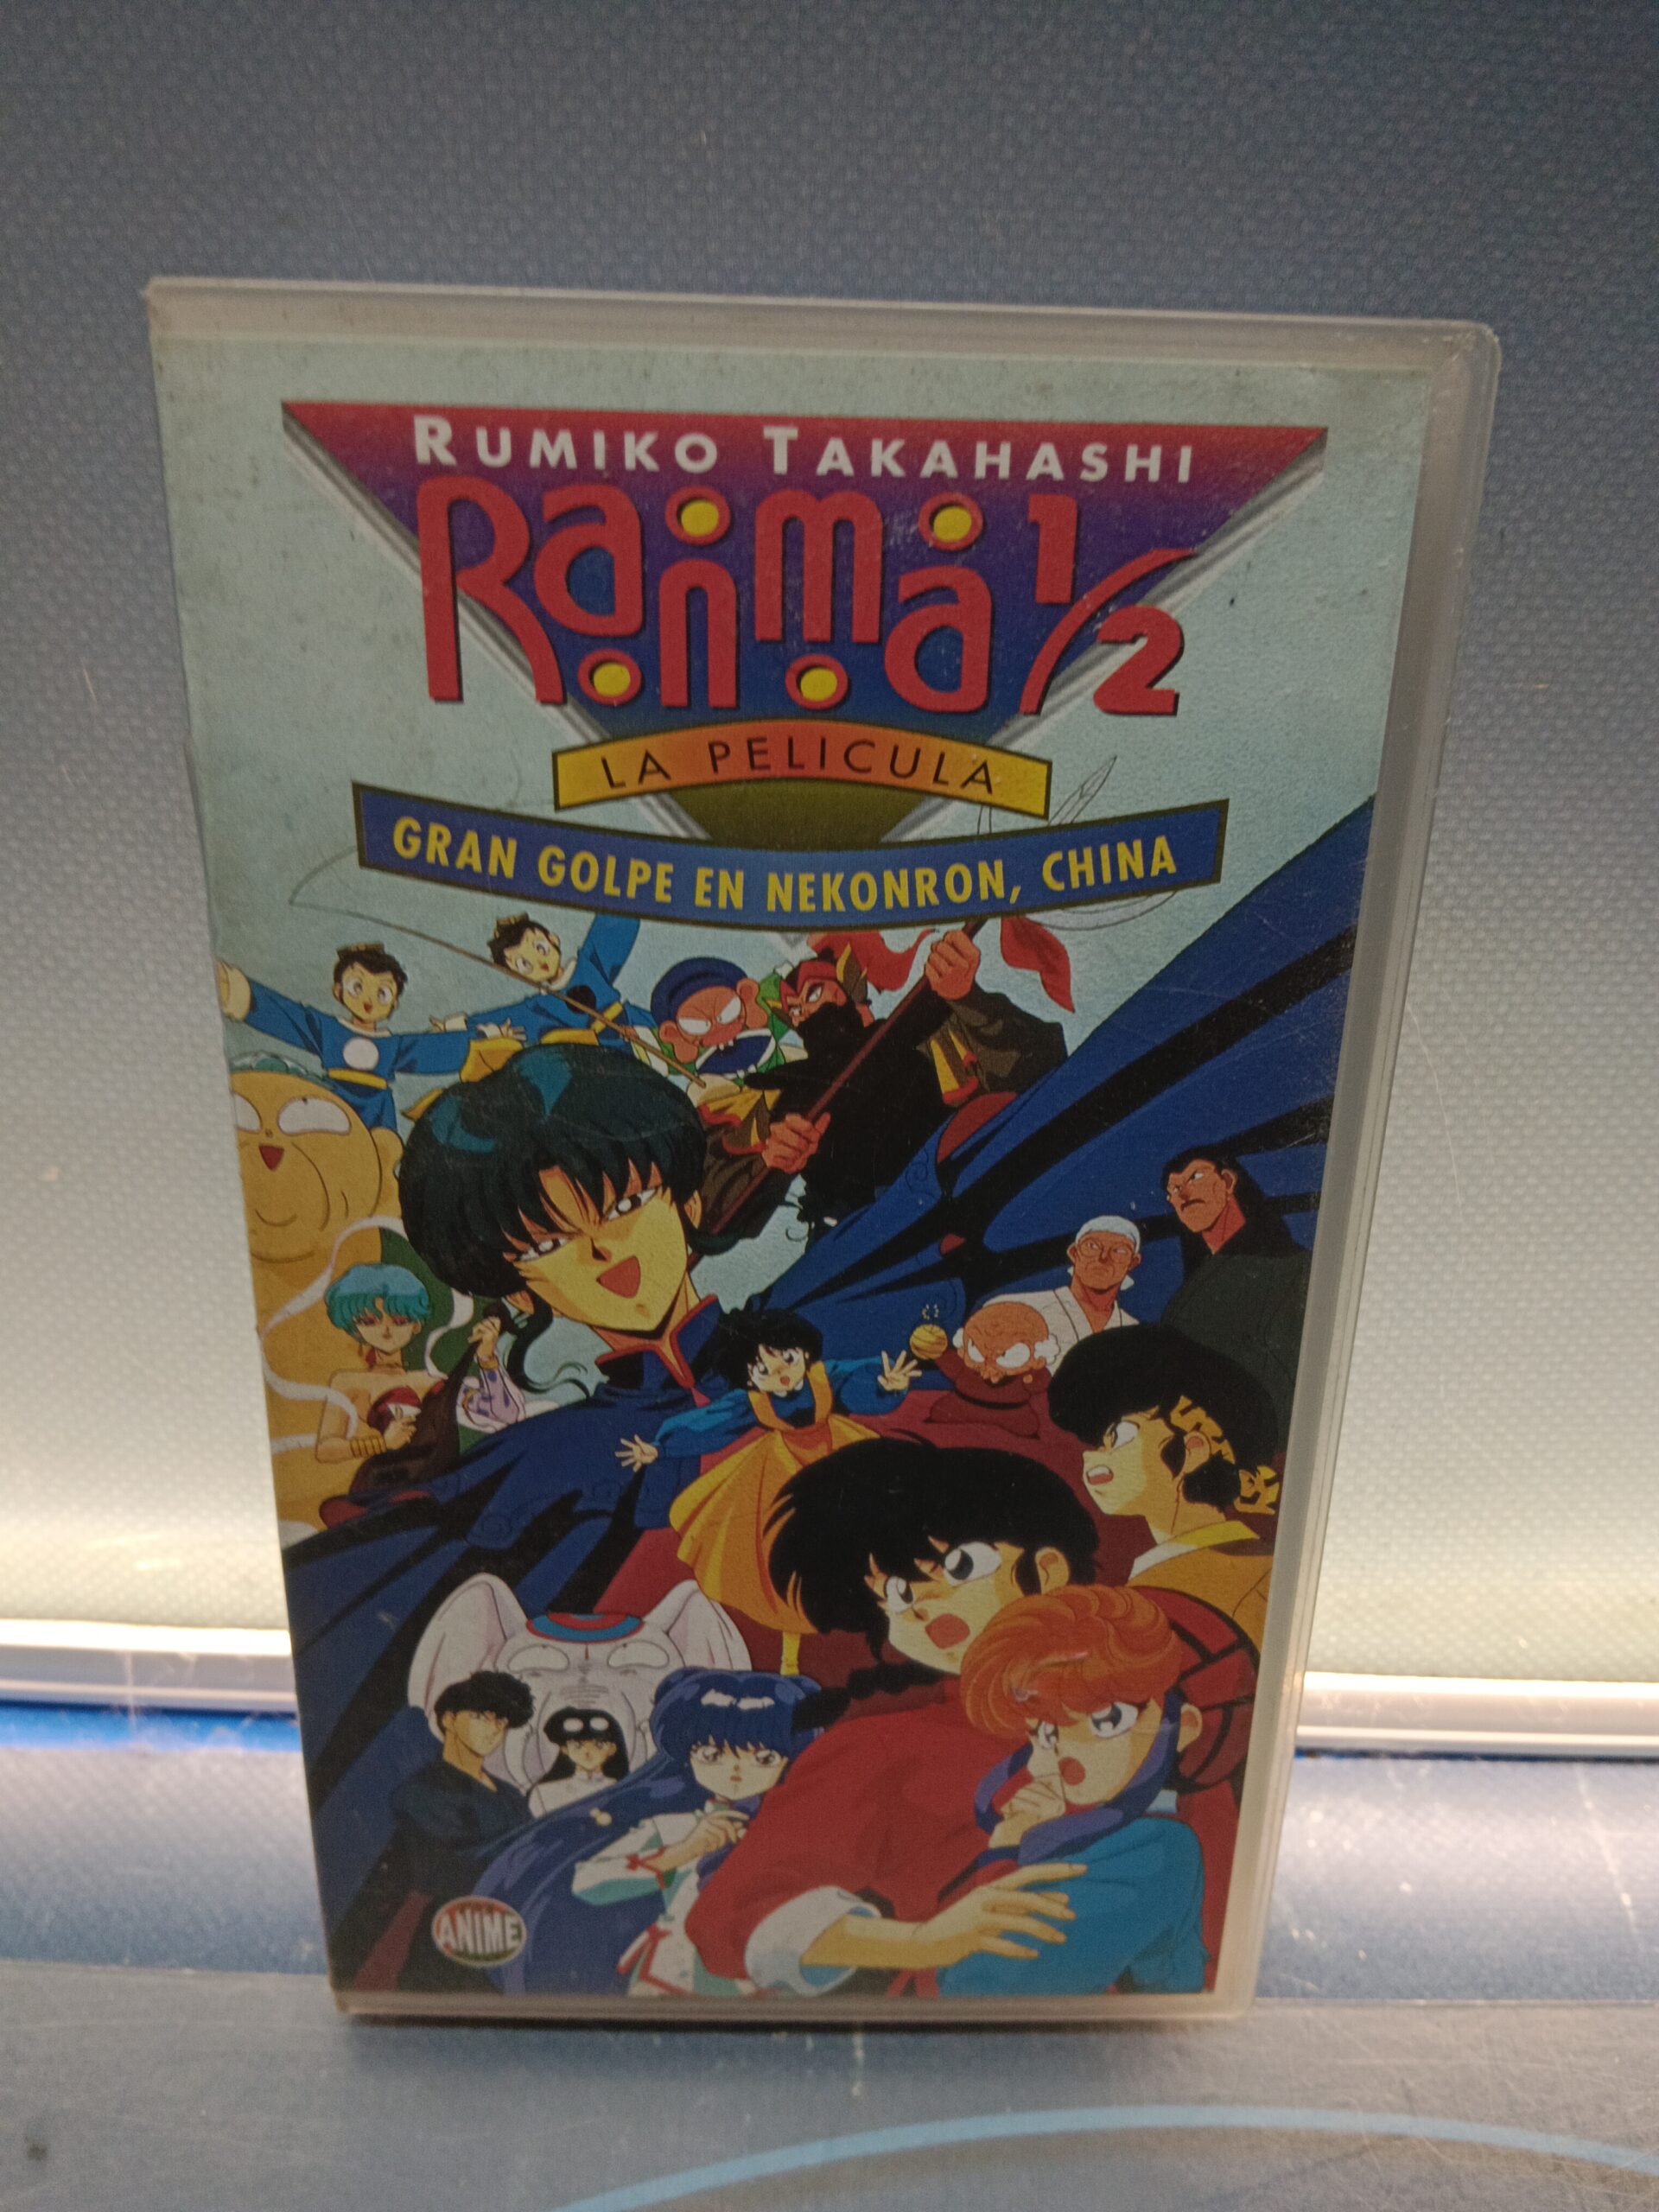 RUMIKO TAKAHASHI
Ranma 1/2
LA PELICULA
GRAN GOLPE EN NEKONRON, CHINA
ANIME